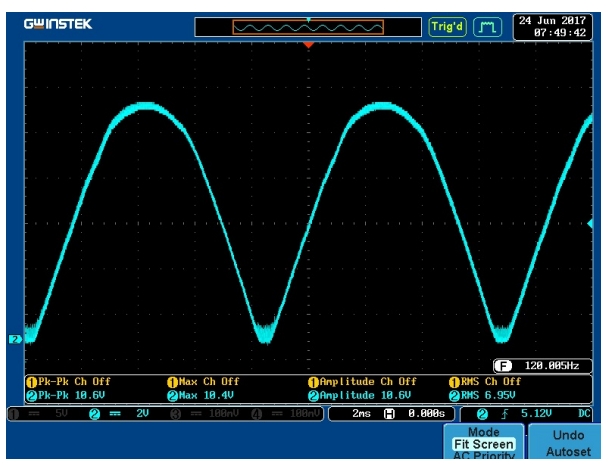 GWINSTEK
Trig'd
24 Jun 2017
07:49:42
2
F 120.005Hz
1 Pk-Pk Ch Off 1 Max Ch Off 1 Amplitude Ch Off 1 RMS Ch Off
2 Pk-Pk 10.6V 2 Max 10.4V 2 Amplitude 10.6V 2 RMS 6.95V
1 5V 2 2V 3 100mV 4 100mV 2ms H 0.000s 2 5.12V DC
Mode
Fit Screen
AC Priority
Undo
Autoset